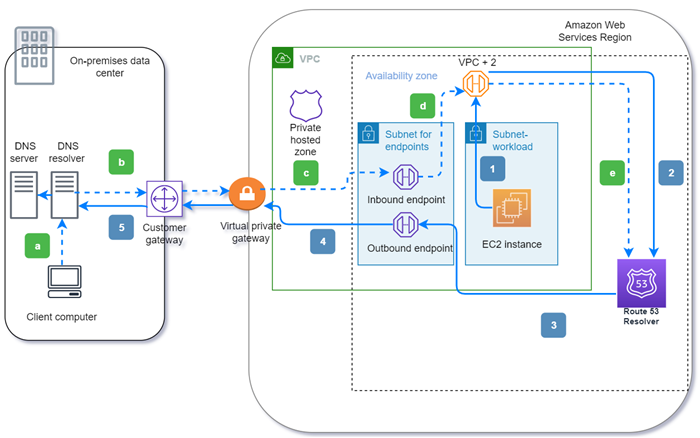 Amazon Web
Services Region
On-premises data
center
VPC
VPC + 2
Availability zone
d
Private
hosted
zone
Subnet for
endpoints
Subnet-
workload
DNS
server
DNS
resolver
b
c
1
e
2
Inbound endpoint
a
5
Customer
gateway
Virtual private
gateway
4
Outbound endpoint
EC2 instance
53
Client computer
3
Route 53
Resolver